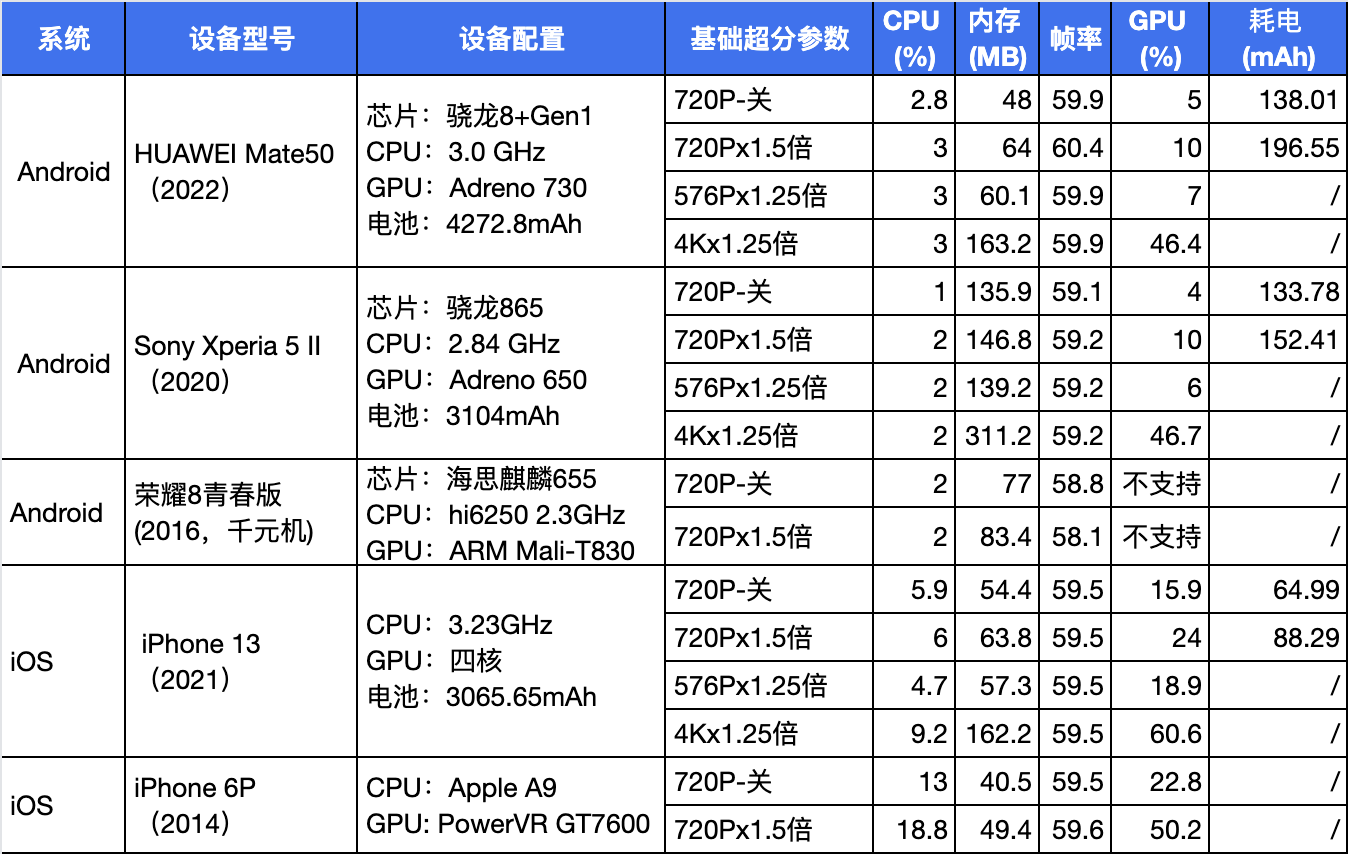 系统 设备型号 设备配置 基础超分参数 CPU (%) 内存 (MB) 帧率 GPU (%) 耗电 (mAh)
Android
HUAWEI Mate50
（2022）
芯片：骁龙8+Gen1
CPU：3.0 GHz
GPU：Adreno 730
电池：4272.8mAh
720P-关 2.8 48 59.9 5 138.01
720Px1.5倍 3 64 60.4 10 196.55
576Px1.25倍 3 60.1 59.9 7 /
4Kx1.25倍 3 163.2 59.9 46.4 /
Android
Sony Xperia 5 II
（2020）
芯片：骁龙865
CPU：2.84 GHz
GPU：Adreno 650
电池：3104mAh
720P-关 1 135.9 59.1 4 133.78
720Px1.5倍 2 146.8 59.2 10 152.41
576Px1.25倍 2 139.2 59.2 6 /
4Kx1.25倍 2 311.2 59.2 46.7 /
Android
荣耀8青春版
(2016，千元机)
芯片：海思麒麟655
CPU：hi6250 2.3GHz
GPU：ARM Mali-T830
720P-关 2 77 58.8 不支持 /
720Px1.5倍 2 83.4 58.1 不支持 /
iOS
iPhone 13
（2021）
CPU：3.23GHz
GPU：四核
电池：3065.65mAh
720P-关 5.9 54.4 59.5 15.9 64.99
720Px1.5倍 6 63.8 59.5 24 88.29
576Px1.25倍 4.7 57.3 59.5 18.9 /
4Kx1.25倍 9.2 162.2 59.5 60.6 /
iOS
iPhone 6P
（2014）
CPU：Apple A9
GPU: PowerVR GT7600
720P-关 13 40.5 59.5 22.8 /
720Px1.5倍 18.8 49.4 59.6 50.2 /